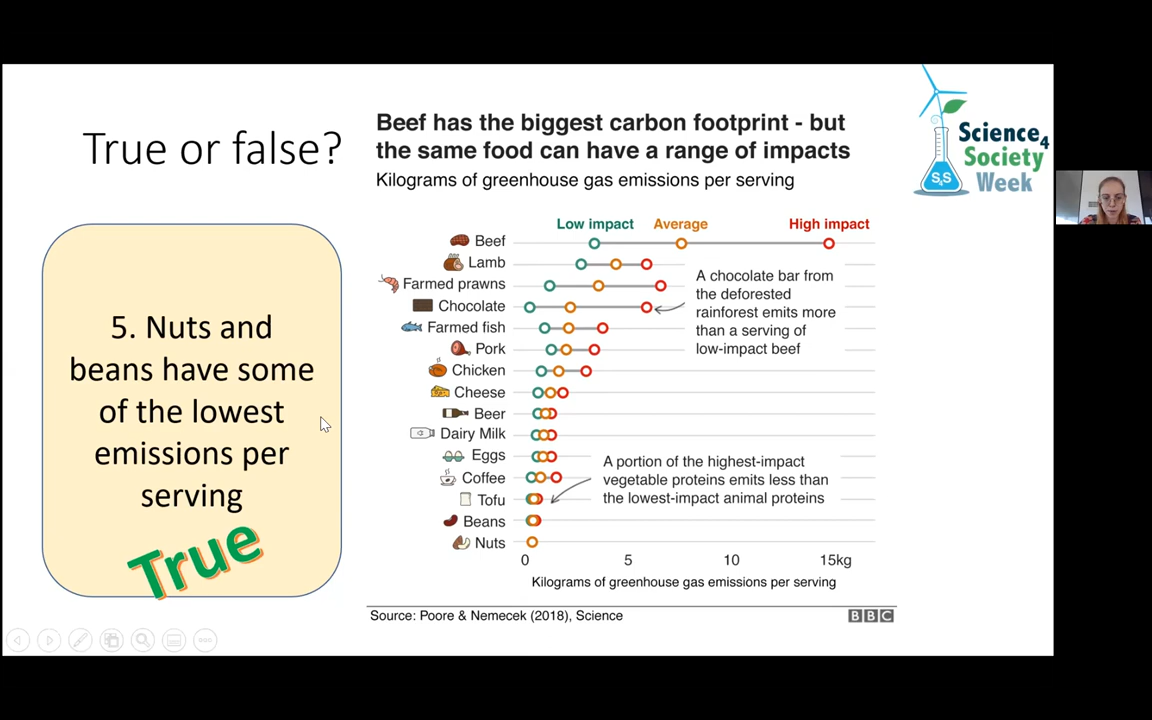 True or false?
5. Nuts and
beans have some
of the lowest
emissions per
serving
True
Beef has the biggest carbon footprint - but
the same food can have a range of impacts
Kilograms of greenhouse gas emissions per serving
Low impact Average High impact
Beef
Lamb
Farmed prawns
Chocolate
Farmed fish
Pork
Chicken
Cheese
Beer
Dairy Milk
Eggs
Coffee
Tofu
Beans
Nuts
A chocolate bar from
the deforested
rainforest emits more
than a serving of
low-impact beef
A portion of the highest-impact
vegetable proteins emits less than
the lowest-impact animal proteins
0 5 10 15kg
Kilograms of greenhouse gas emissions per serving
Source: Poore & Nemecek (2018), Science
BBC
Science4
Society
Week
S4S